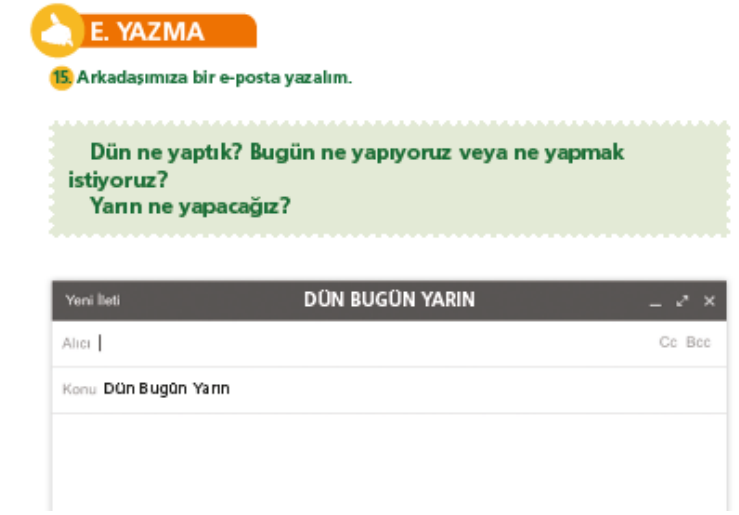 E. YAZMA
15. Arkadaşımıza bir e-posta yazalım.
Dün ne yaptık? Bugün ne yapıyoruz veya ne yapmak
istiyoruz?
Yarın ne yapacağız?
Yeni İleti DÜN BUGÜN YARIN
Alıcı Cc Bcc
Konu Dün Bugün Yarın